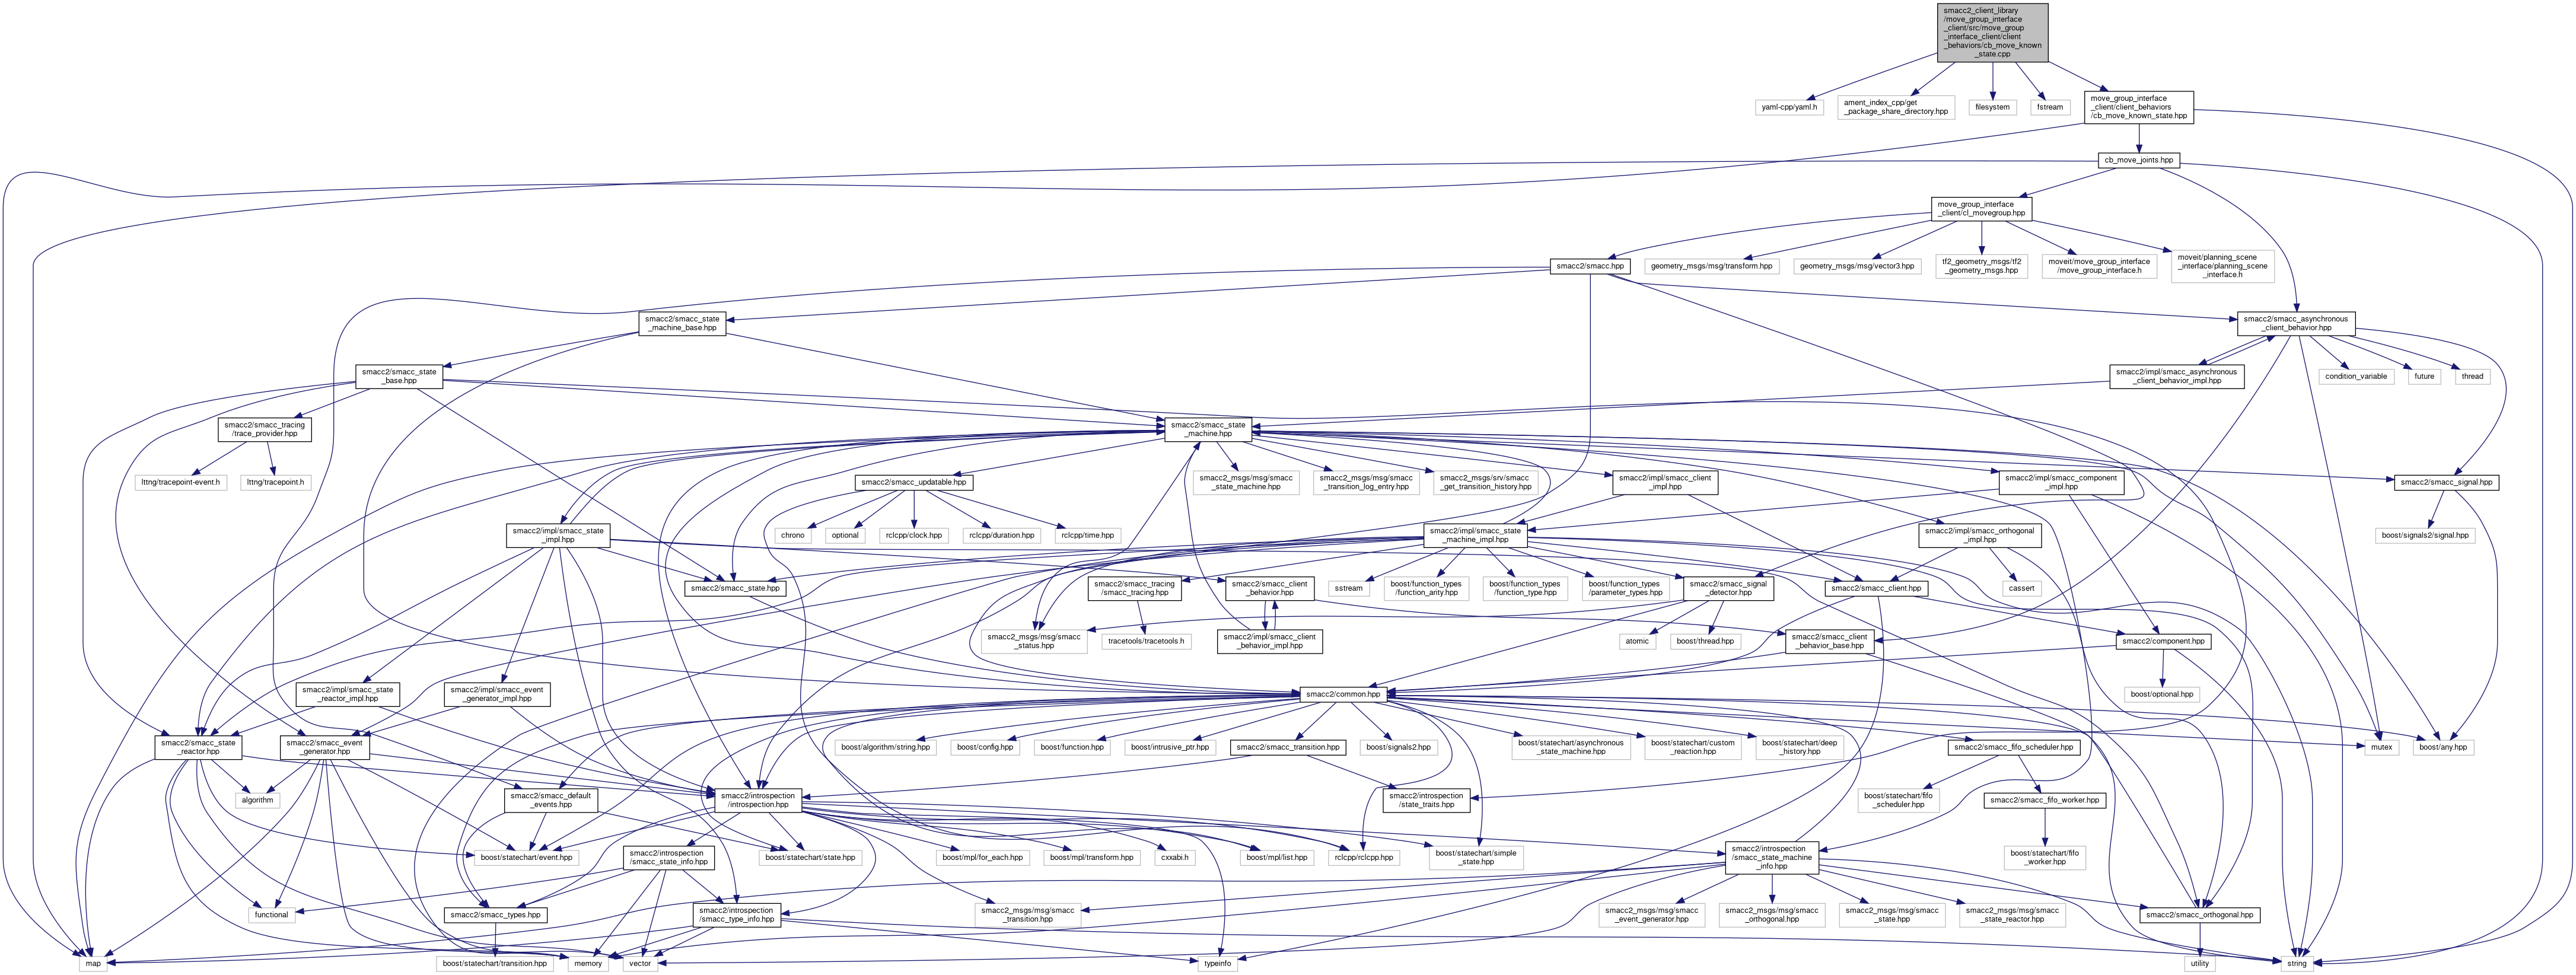 smacc2_client_library
/move_group_interface
_client/src/move_group
_interface_client/client
_behaviors/cb_move_known
_state.cpp
yaml-cpp/yaml.h
ament_index_cpp/get
_package_share_directory.hpp
filesystem
fstream
move_group_interface
_client/client_behaviors
/cb_move_known_state.hpp
cb_move_joints.hpp
move_group_interface
_client/cl_movegroup.hpp
smacc2/smacc.hpp
geometry_msgs/msg/transform.hpp
geometry_msgs/msg/vector3.hpp
tf2_geometry_msgs/tf2
_geometry_msgs.hpp
moveit/move_group_interface
/move_group_interface.h
moveit/planning_scene
_interface/planning_scene
_interface.h
smacc2/smacc_state
_machine_base.hpp
smacc2/smacc_asynchronous
_client_behavior.hpp
smacc2/smacc_state
_base.hpp
smacc2/impl/smacc_asynchronous
_client_behavior_impl.hpp
condition_variable
future
thread
smacc2/smacc_tracing
/trace_provider.hpp
smacc2/smacc_state
_machine.hpp
lttng/tracepoint-event.h
lttng/tracepoint.h
smacc2/smacc_updatable.hpp
smacc2_msgs/msg/smacc
_state_machine.hpp
smacc2_msgs/msg/smacc
_transition_log_entry.hpp
smacc2_msgs/srv/smacc
_get_transition_history.hpp
smacc2/impl/smacc_client
_impl.hpp
smacc2/impl/smacc_component
_impl.hpp
smacc2/smacc_signal.hpp
smacc2/impl/smacc_state
_impl.hpp
chrono
optional
rclcpp/clock.hpp
rclcpp/duration.hpp
rclcpp/time.hpp
smacc2/impl/smacc_state
_machine_impl.hpp
smacc2/impl/smacc_orthogonal
_impl.hpp
boost/signals2/signal.hpp
smacc2/smacc_state.hpp
smacc2/smacc_tracing
/smacc_tracing.hpp
smacc2/smacc_client
_behavior.hpp
sstream
boost/function_types
/function_arity.hpp
boost/function_types
/function_type.hpp
boost/function_types
/parameter_types.hpp
smacc2/smacc_signal
_detector.hpp
smacc2/smacc_client.hpp
cassert
smacc2_msgs/msg/smacc
_status.hpp
tracetools/tracetools.h
smacc2/impl/smacc_client
_behavior_impl.hpp
atomic
boost/thread.hpp
smacc2/smacc_client
_behavior_base.hpp
smacc2/component.hpp
smacc2/impl/smacc_state
_reactor_impl.hpp
smacc2/impl/smacc_event
_generator_impl.hpp
smacc2/common.hpp
boost/optional.hpp
smacc2/smacc_state
_reactor.hpp
smacc2/smacc_event
_generator.hpp
boost/algorithm/string.hpp
boost/config.hpp
boost/function.hpp
boost/intrusive_ptr.hpp
smacc2/smacc_transition.hpp
boost/signals2.hpp
boost/statechart/asynchronous
_state_machine.hpp
boost/statechart/custom
_reaction.hpp
boost/statechart/deep
_history.hpp
smacc2/smacc_fifo_scheduler.hpp
mutex
boost/any.hpp
algorithm
smacc2/smacc_default
_events.hpp
smacc2/introspection
/introspection.hpp
smacc2/introspection
/state_traits.hpp
boost/statechart/fifo
_scheduler.hpp
smacc2/smacc_fifo_worker.hpp
boost/statechart/event.hpp
smacc2/introspection
/smacc_state_info.hpp
boost/statechart/state.hpp
boost/mpl/for_each.hpp
boost/mpl/transform.hpp
cxxabi.h
boost/mpl/list.hpp
rclcpp/rclcpp.hpp
boost/statechart/simple
_state.hpp
smacc2/introspection
/smacc_state_machine
_info.hpp
boost/statechart/fifo
_worker.hpp
functional
smacc2/smacc_types.hpp
smacc2/introspection
/smacc_type_info.hpp
smacc2_msgs/msg/smacc
_transition.hpp
smacc2_msgs/msg/smacc
_event_generator.hpp
smacc2_msgs/msg/smacc
_orthogonal.hpp
smacc2_msgs/msg/smacc
_state.hpp
smacc2_msgs/msg/smacc
_state_reactor.hpp
smacc2/smacc_orthogonal.hpp
map
boost/statechart/transition.hpp
memory
vector
typeinfo
utility
string